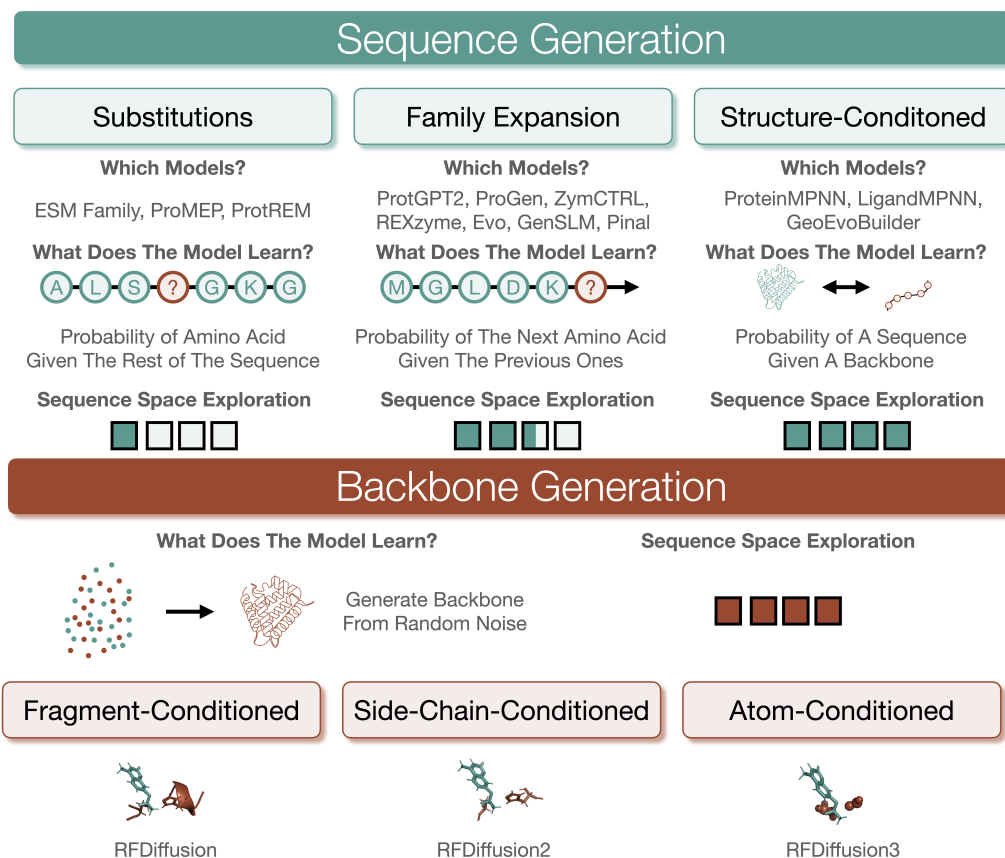 Sequence Generation
Substitutions
Which Models?
ESM Family, ProMEP, ProtREM
What Does The Model Learn?
A L S ? G K G
Probability of Amino Acid
Given The Rest of The Sequence
Sequence Space Exploration
Family Expansion
Which Models?
ProtGPT2, ProGen, ZymCTRL,
REXzyme, Evo, GenSLM, Pinal
What Does The Model Learn?
M G L D K ?
Probability of The Next Amino Acid
Given The Previous Ones
Sequence Space Exploration
Structure-Conditoned
Which Models?
ProteinMPNN, LigandMPNN,
GeoEvoBuilder
What Does The Model Learn?
Probability of A Sequence
Given A Backbone
Sequence Space Exploration
Backbone Generation
What Does The Model Learn?
Generate Backbone
From Random Noise
Sequence Space Exploration
Fragment-Conditioned
RFDiffusion
Side-Chain-Conditioned
RFDiffusion2
Atom-Conditioned
RFDiffusion3